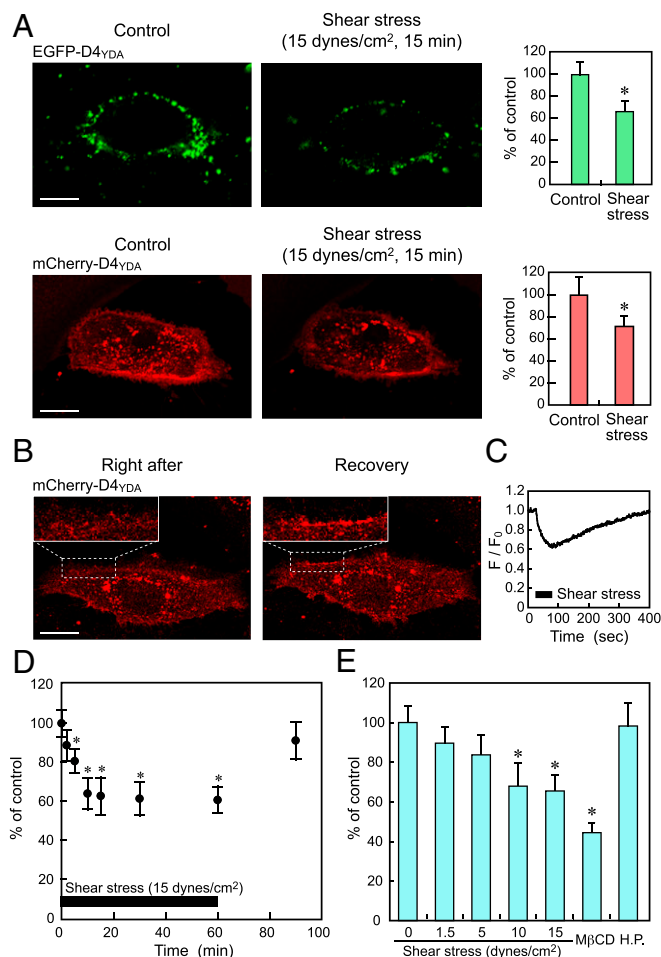 A
Control
Shear stress
(15 dynes/cm², 15 min)
EGFP-D4YDA
% of control
120
100
80
60
40
20
0
*
Control Shear stress
Control
Shear stress
(15 dynes/cm², 15 min)
mCherry-D4YDA
% of control
120
100
80
60
40
20
0
*
Control Shear stress
B
Right after
Recovery
mCherry-D4YDA
C
F / F0
1.2
1.0
0.8
0.6
0.4
0.2
0
Shear stress
0 100 200 300 400
Time (sec)
D
% of control
120
100
80
60
40
20
0
* * * * *
Shear stress (15 dynes/cm²)
0 20 40 60 80 100
Time (min)
E
% of control
120
100
80
60
40
20
0
* * *
0 1.5 5 10 15 MβCD H.P.
Shear stress (dynes/cm²)